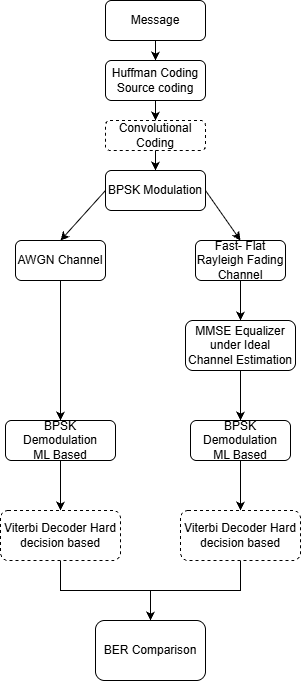 Message
Huffman Coding
Source coding
Convolutional
Coding
BPSK Modulation
AWGN Channel
Fast- Flat
Rayleigh Fading
Channel
MMSE Equalizer
under Ideal
Channel Estimation
BPSK
Demodulation
ML Based
BPSK
Demodulation
ML Based
Viterbi Decoder Hard
decision based
Viterbi Decoder Hard
decision based
BER Comparison